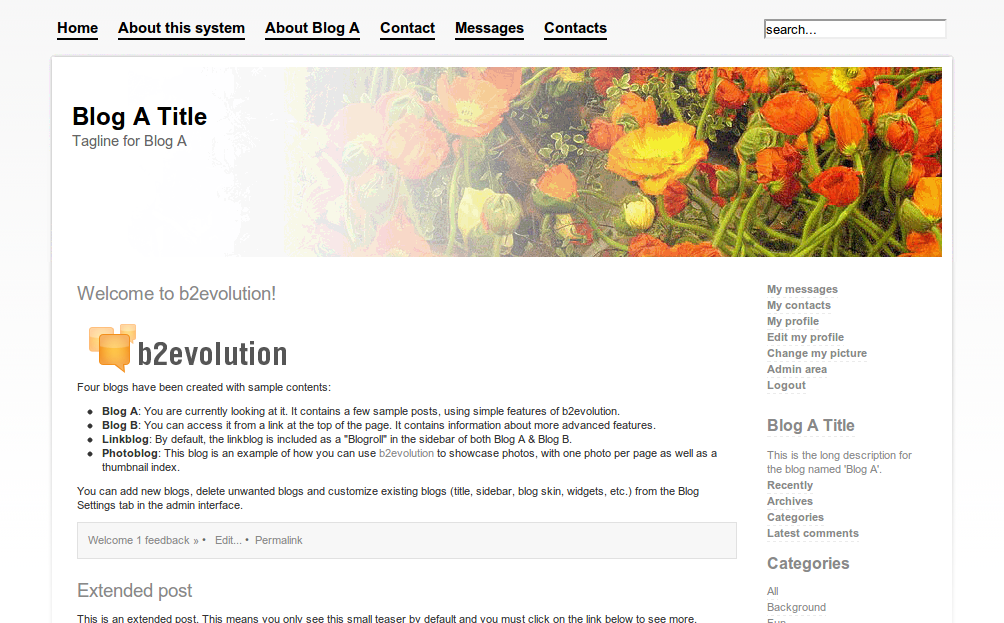 Home About this system About Blog A Contact Messages Contacts search...
Blog A Title
Tagline for Blog A
Welcome to b2evolution!
b2evolution
Four blogs have been created with sample contents:
Blog A: You are currently looking at it. It contains a few sample posts, using simple features of b2evolution.
Blog B: You can access it from a link at the top of the page. It contains information about more advanced features.
Linkblog: By default, the linkblog is included as a "Blogroll" in the sidebar of both Blog A & Blog B.
Photoblog: This blog is an example of how you can use b2evolution to showcase photos, with one photo per page as well as a
thumbnail index.
You can add new blogs, delete unwanted blogs and customize existing blogs (title, sidebar, blog skin, widgets, etc.) from the Blog
Settings tab in the admin interface.
Welcome 1 feedback » • Edit... • Permalink
Extended post
This is an extended post. This means you only see this small teaser by default and you must click on the link below to see more.
My messages
My contacts
My profile
Edit my profile
Change my picture
Admin area
Logout
Blog A Title
This is the long description for
the blog named 'Blog A'.
Recently
Archives
Categories
Latest comments
Categories
All
Background
Fun